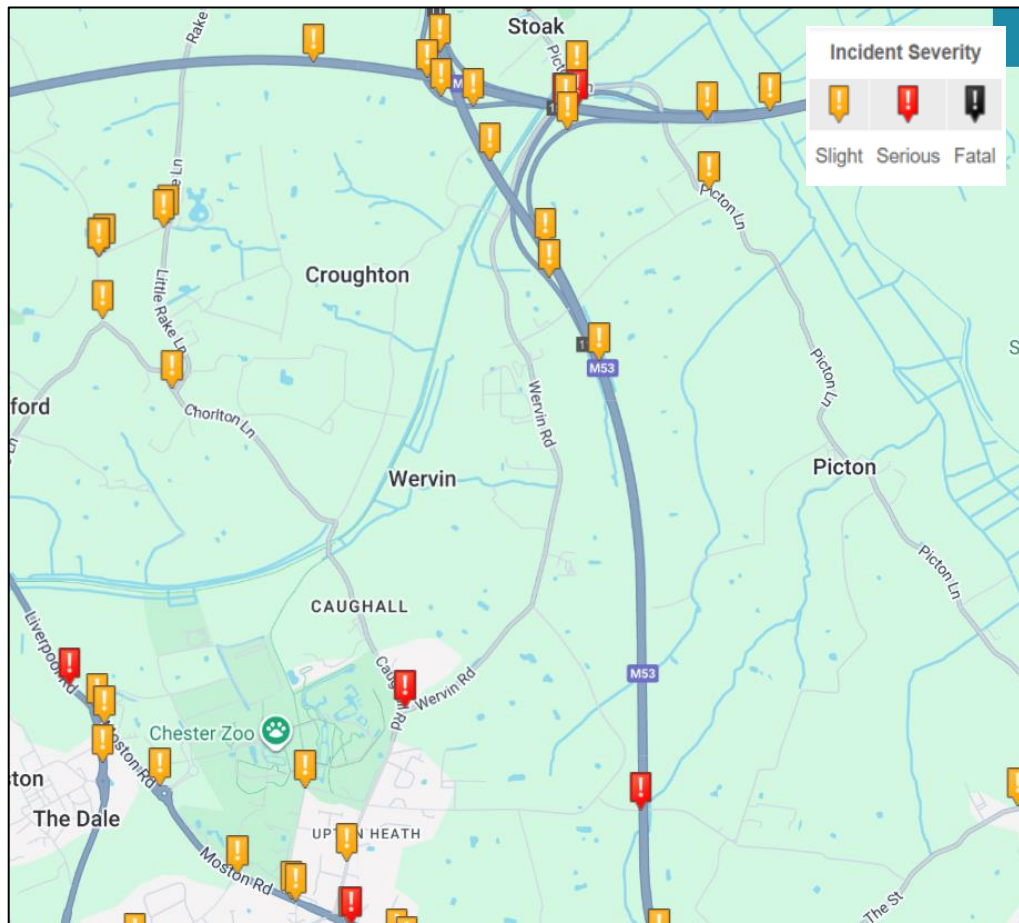 Stoak
Rake
Incident Severity
Slight Serious Fatal
M53
Picton Ln
Croughton
Little Rake Ln
Picton Ln
M53
Wervin Rd
ford
Chorlton Ln
Wervin
Picton
Picton Ln
CAUGHALL
Liverpool Rd
M53
Wervin Rd
Caughall Rd
Chester Zoo
Moston Rd
ton
The Dale
UPTON HEATH
Moston Rd
The St